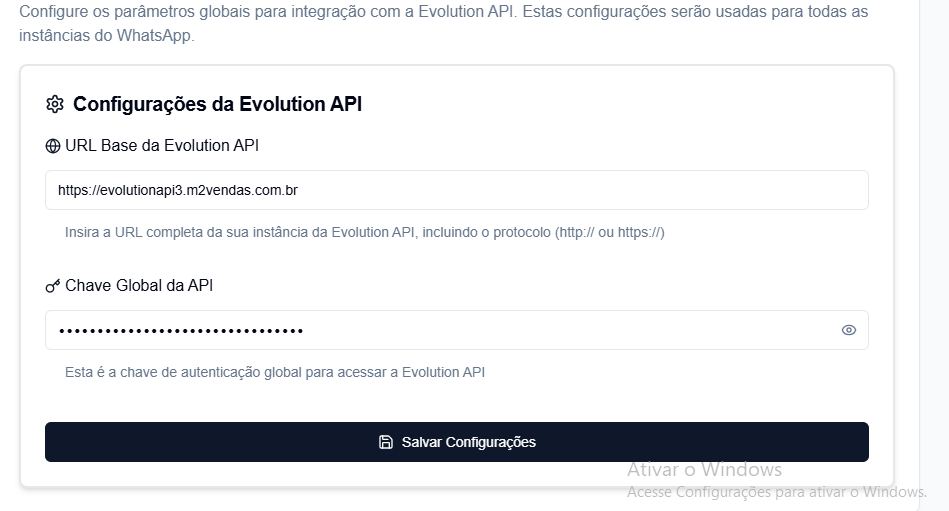 Configure os parâmetros globais para integração com a Evolution API. Estas configurações serão usadas para todas as
instâncias do WhatsApp.
Configurações da Evolution API
URL Base da Evolution API
https://evolutionapi3.m2vendas.com.br
Insira a URL completa da sua instância da Evolution API, incluindo o protocolo (http:// ou https://)
Chave Global da API
••••••••••••••••••••••••••••••••
Esta é a chave de autenticação global para acessar a Evolution API
Salvar Configurações
Ativar o Windows
Acesse Configurações para ativar o Windows.